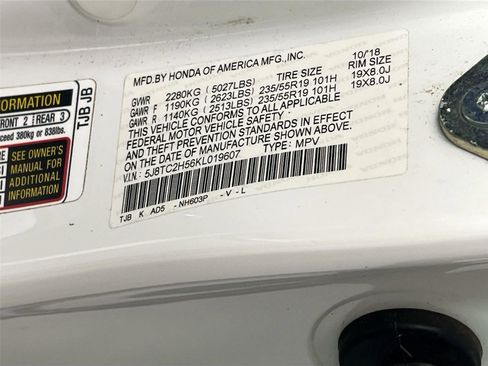 MFD.BY HONDA OF AMERICA MFG.,INC. 10/'18
GVWR 2280KG ( 5027LBS) TIRE SIZE RIM SIZE
GAWR F 1190KG ( 2623LBS) 235/55R19 101H 19X8.0J
GAWR R 1140KG ( 2513LBS) 235/55R19 101H 19X8.0J
THIS VEHICLE CONFORMS TO ALL APPLICABLE
FEDERAL MOTOR VEHICLE SAFETY AND
THEFT PREVENTION STANDARDS IN EFFECT
ON THE DATE OF MANUFACTURE SHOWN ABOVE.
V.I.N.: 5J8TC2H56KL019607 TYPE: MPV
TJB K AD5 -NH603P -V-L
FORMATION
FRONT 2 REAR 3
xceed 380kg or 838lbs.
SEE OWNER'S
MANUAL FOR
ADDITIONAL
INFORMATION
TJB JB